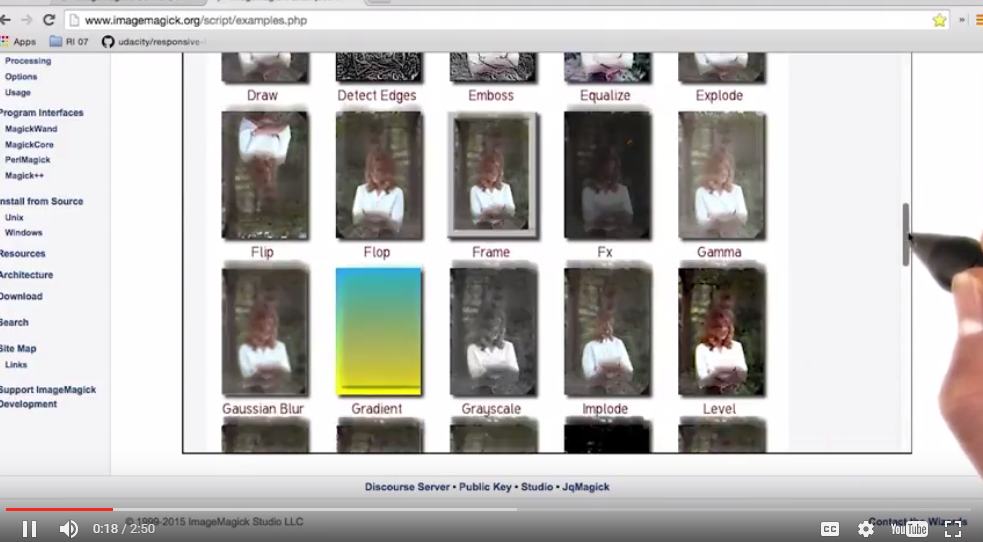 www.imagemagick.org/script/examples.php
Apps RI 07 udacity/responsive-
Processing
Options
Usage
Program Interfaces
MagickWand
MagickCore
PerlMagick
Magick++
Install from Source
Unix
Windows
Resources
Architecture
Download
Search
Site Map
Links
Support ImageMagick
Development
Draw Detect Edges Emboss Equalize Explode
Flip Flop Frame Fx Gamma
Gaussian Blur Gradient Grayscale Implode Level
Discourse Server • Public Key • Studio • JqMagick
© 1999-2015 ImageMagick Studio LLC
Contact the Wizards
0:18 / 2:50
CC
YouTube